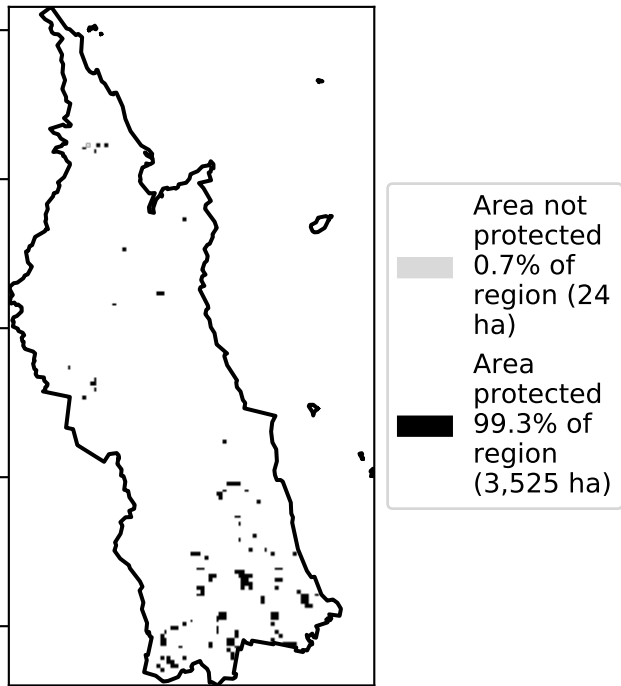 Area not
protected
0.7% of
region (24
ha)
Area
protected
99.3% of
region
(3,525 ha)